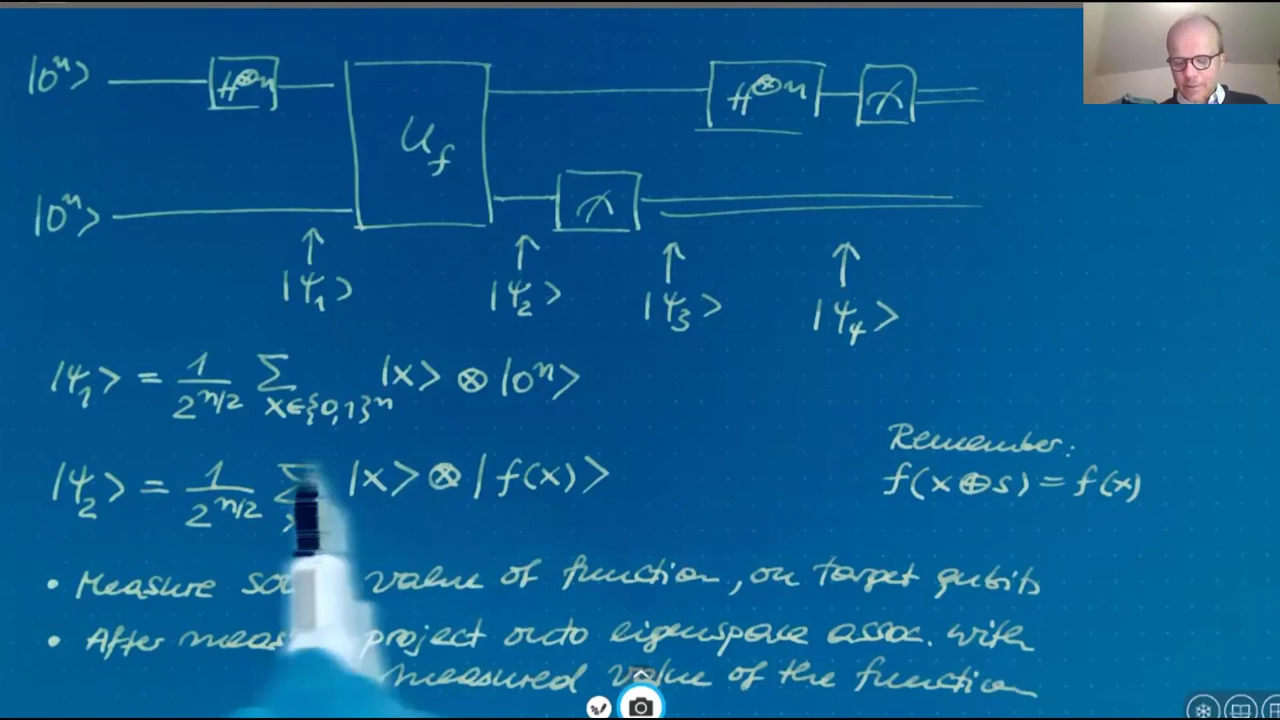 |0ⁿ⟩ H⊗ⁿ U_f H⊗ⁿ
|0ⁿ⟩
|ψ₁⟩ |ψ₂⟩ |ψ₃⟩ |ψ₄⟩
|ψ₁⟩ = 1/2^{n/2} Σ_{x∈{0,1}ⁿ} |x⟩ ⊗ |0ⁿ⟩
Remember:
|ψ₂⟩ = 1/2^{n/2} Σ |x⟩ ⊗ |f(x)⟩
f(x⊕s) = f(x)
• Measure value of function, on target qubits
• After project onto eigenspace assoc. with
measured value of the function